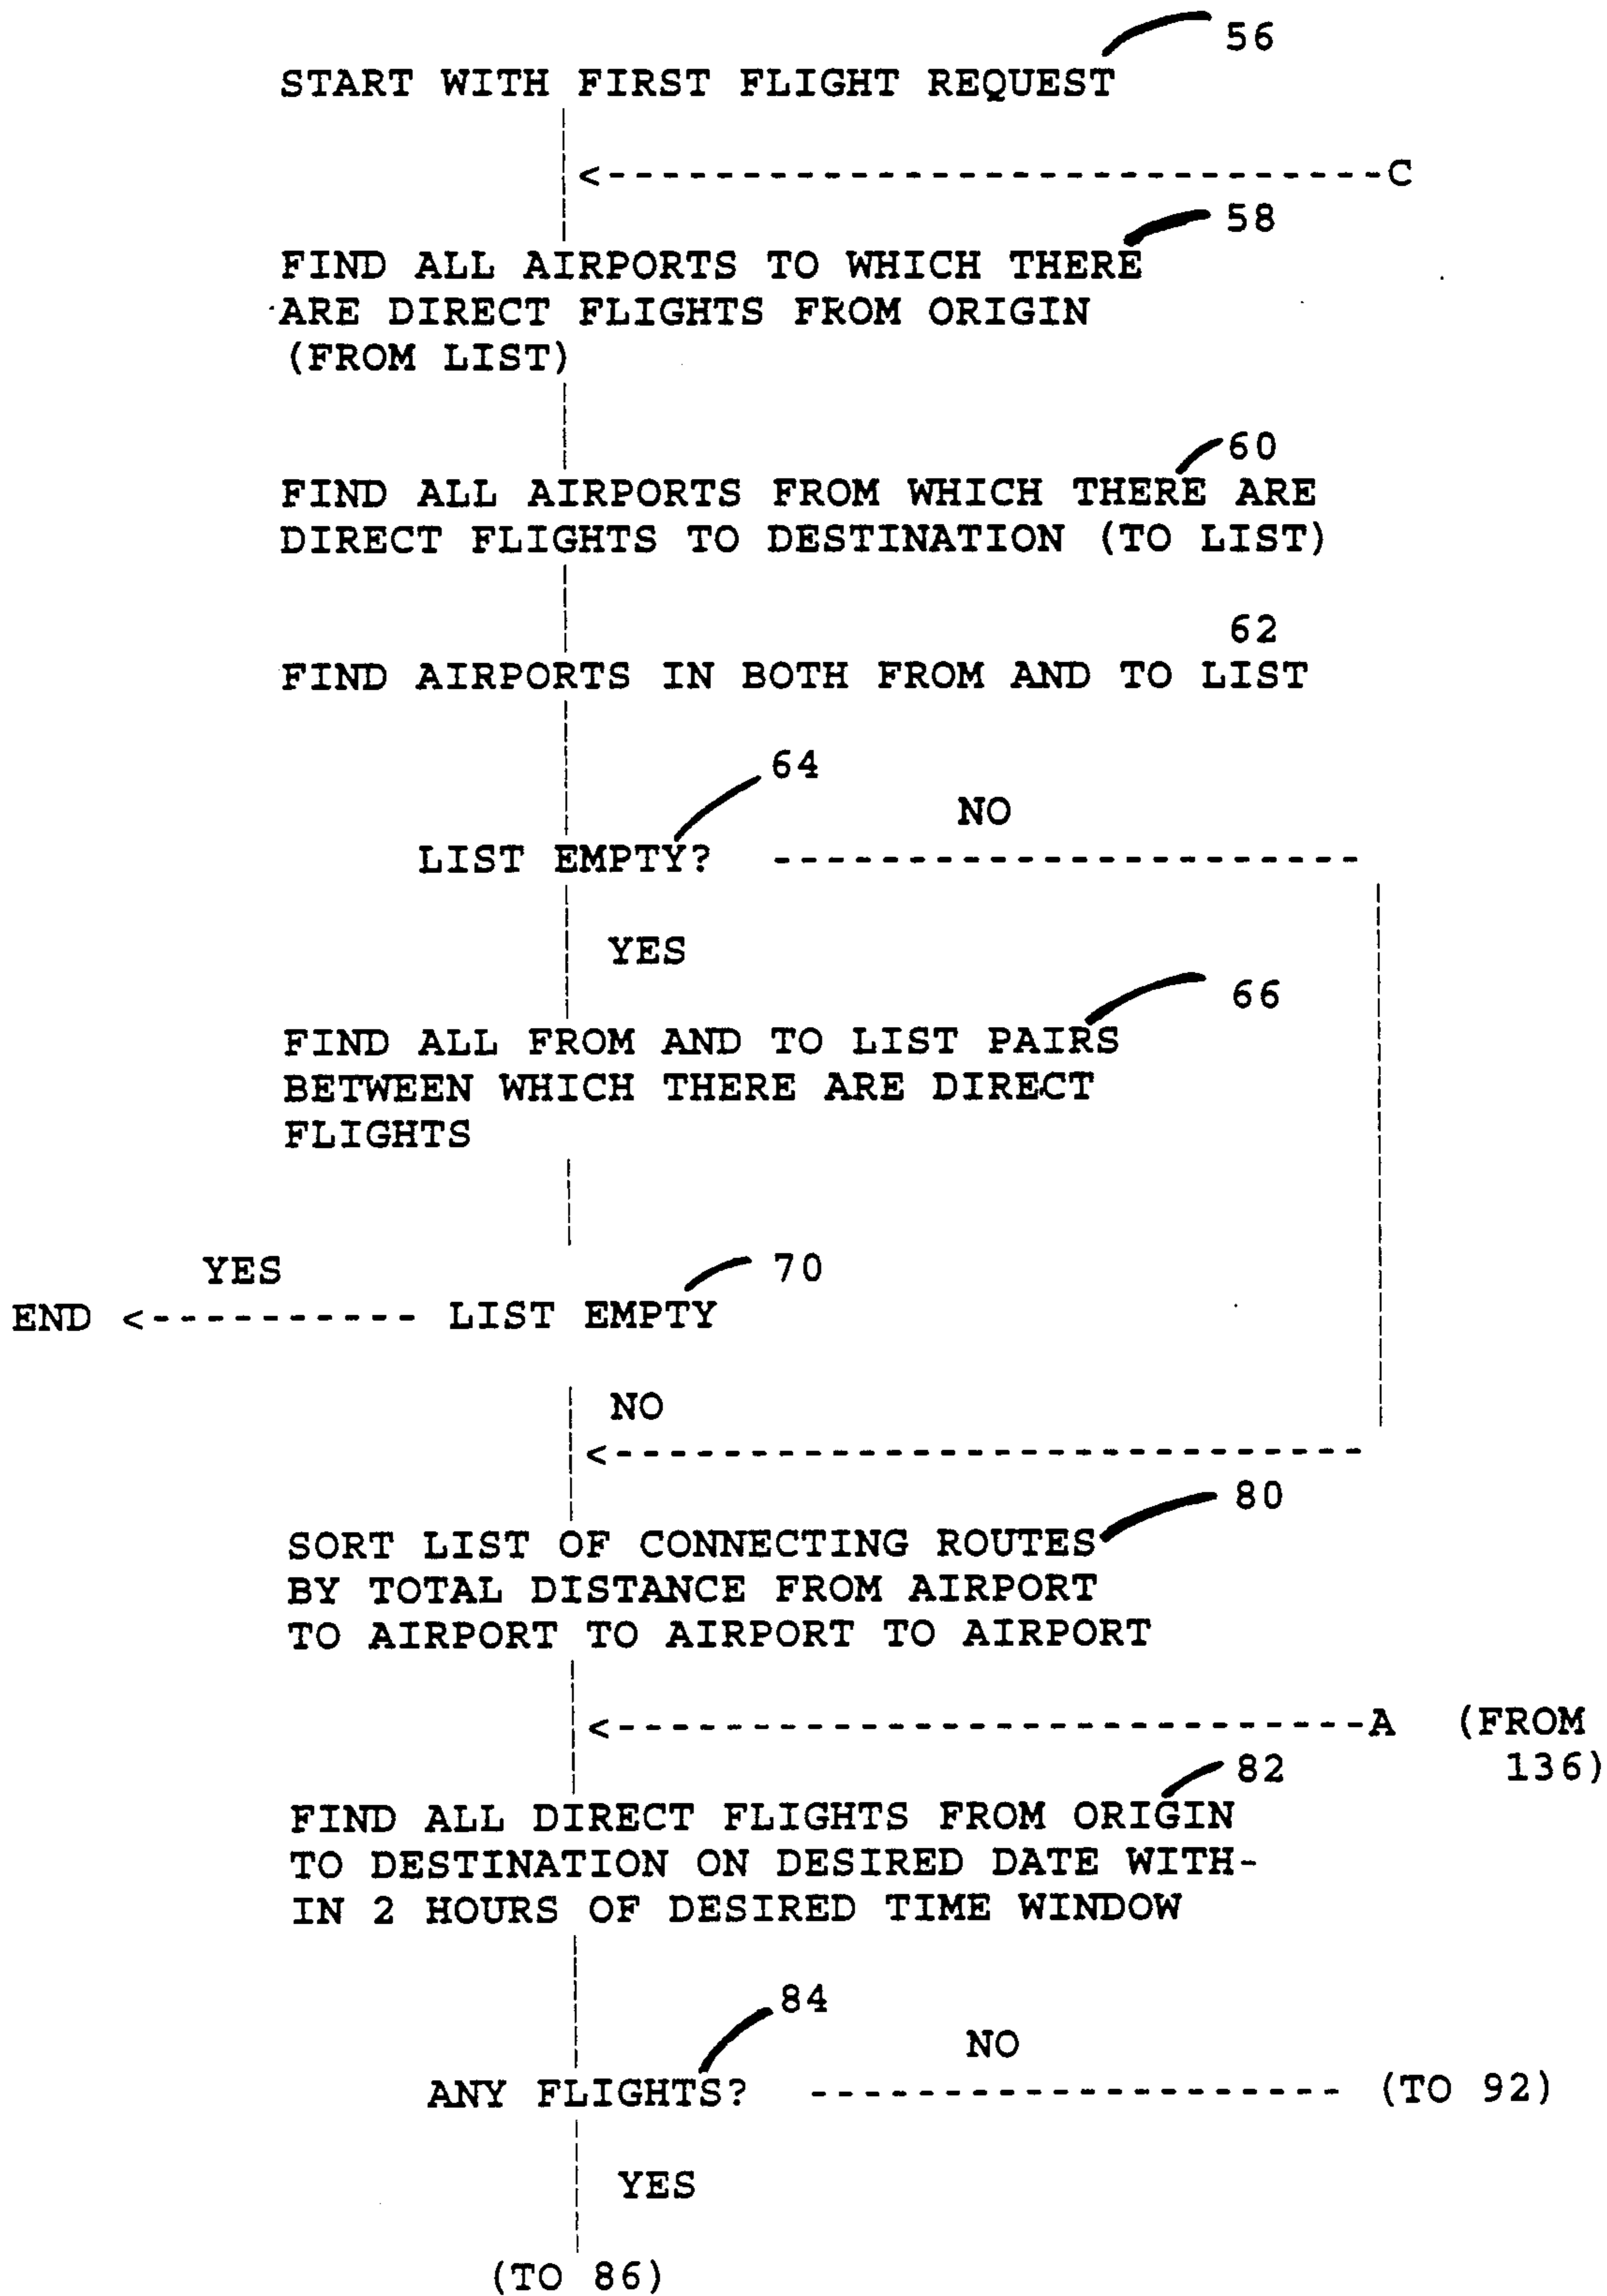 56
START WITH FIRST FLIGHT REQUEST
C
58
FIND ALL AIRPORTS TO WHICH THERE
ARE DIRECT FLIGHTS FROM ORIGIN
(FROM LIST)
60
FIND ALL AIRPORTS FROM WHICH THERE ARE
DIRECT FLIGHTS TO DESTINATION (TO LIST)
62
FIND AIRPORTS IN BOTH FROM AND TO LIST
64
NO
LIST EMPTY?
YES
66
FIND ALL FROM AND TO LIST PAIRS
BETWEEN WHICH THERE ARE DIRECT
FLIGHTS
YES
70
END <---------- LIST EMPTY
NO
80
SORT LIST OF CONNECTING ROUTES
BY TOTAL DISTANCE FROM AIRPORT
TO AIRPORT TO AIRPORT TO AIRPORT
A (FROM
136)
82
FIND ALL DIRECT FLIGHTS FROM ORIGIN
TO DESTINATION ON DESIRED DATE WITH-
IN 2 HOURS OF DESIRED TIME WINDOW
84
NO
ANY FLIGHTS? -------------------- (TO 92)
YES
(TO 86)